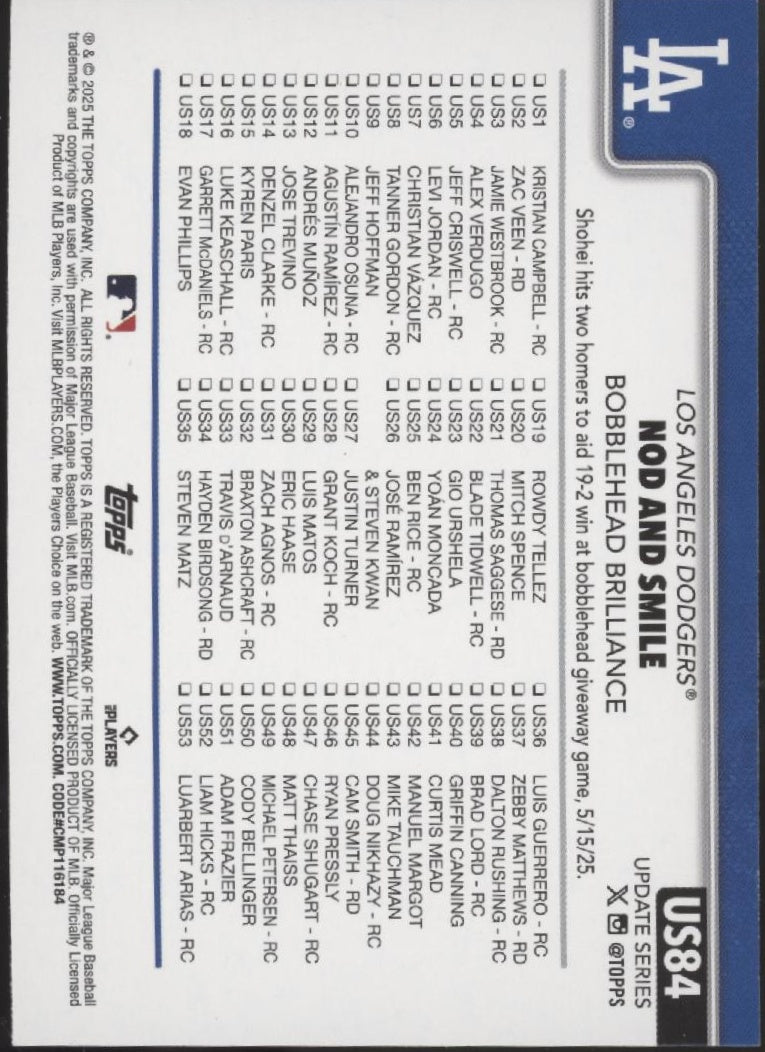 LA®
LOS ANGELES DODGERS®
NOD AND SMILE
BOBBLEHEAD BRILLIANCE
US84
UPDATE SERIES
X @TOPPS
Shohei hits two homers to aid 19-2 win at bobblehead giveaway game, 5/15/25.
❏ US1 KRISTIAN CAMPBELL - RC
❏ US2 ZAC VEEN - RD
❏ US3 JAMIE WESTBROOK - RC
❏ US4 ALEX VERDUGO
❏ US5 JEFF CRISWELL - RC
❏ US6 LEVI JORDAN - RC
❏ US7 CHRISTIAN VÁZQUEZ
❏ US8 TANNER GORDON - RC
❏ US9 JEFF HOFFMAN
❏ US10 ALEJANDRO OSUNA - RC
❏ US11 AGUSTÍN RAMÍREZ - RC
❏ US12 ANDRÉS MUÑOZ
❏ US13 JOSE TREVINO
❏ US14 DENZEL CLARKE - RC
❏ US15 KYREN PARIS
❏ US16 LUKE KEASCHALL - RC
❏ US17 GARRETT McDANIELS - RC
❏ US18 EVAN PHILLIPS
❏ US19 ROWDY TELLEZ
❏ US20 MITCH SPENCE
❏ US21 THOMAS SAGGESE - RD
❏ US22 BLADE TIDWELL - RC
❏ US23 GIO URSHELA
❏ US24 YOÁN MONCADA
❏ US25 BEN RICE - RC
❏ US26 JOSÉ RAMÍREZ
& STEVEN KWAN
❏ US27 JUSTIN TURNER
❏ US28 GRANT KOCH - RC
❏ US29 LUIS MATOS
❏ US30 ERIC HAASE
❏ US31 ZACH AGNOS - RC
❏ US32 BRAXTON ASHCRAFT - RC
❏ US33 TRAVIS D'ARNAUD
❏ US34 HAYDEN BIRDSONG - RD
❏ US35 STEVEN MATZ
❏ US36 LUIS GUERRERO - RC
❏ US37 ZEBBY MATTHEWS - RD
❏ US38 DALTON RUSHING - RC
❏ US39 BRAD LORD - RC
❏ US40 GRIFFIN CANNING
❏ US41 CURTIS MEAD
❏ US42 MANUEL MARGOT
❏ US43 MIKE TAUCHMAN
❏ US44 DOUG NIKHAZY - RC
❏ US45 CAM SMITH - RD
❏ US46 RYAN PRESSLY
❏ US47 CHASE SHUGART - RC
❏ US48 MATT THAISS
❏ US49 MICHAEL PETERSEN - RC
❏ US50 CODY BELLINGER
❏ US51 ADAM FRAZIER
❏ US52 LIAM HICKS - RC
❏ US53 LUARBERT ARIAS - RC
topps®
MLB PLAYERS
® & © 2025 THE TOPPS COMPANY, INC. ALL RIGHTS RESERVED. TOPPS IS A REGISTERED TRADEMARK OF THE TOPPS COMPANY, INC. Major League Baseball
trademarks and copyrights are used with permission of Major League Baseball. Visit MLB.com. OFFICIALLY LICENSED PRODUCT OF MLB. Officially Licensed
Product of MLB Players, Inc. Visit MLBPLAYERS.COM, the Players Choice on the web. WWW.TOPPS.COM. CODE#CMP116184